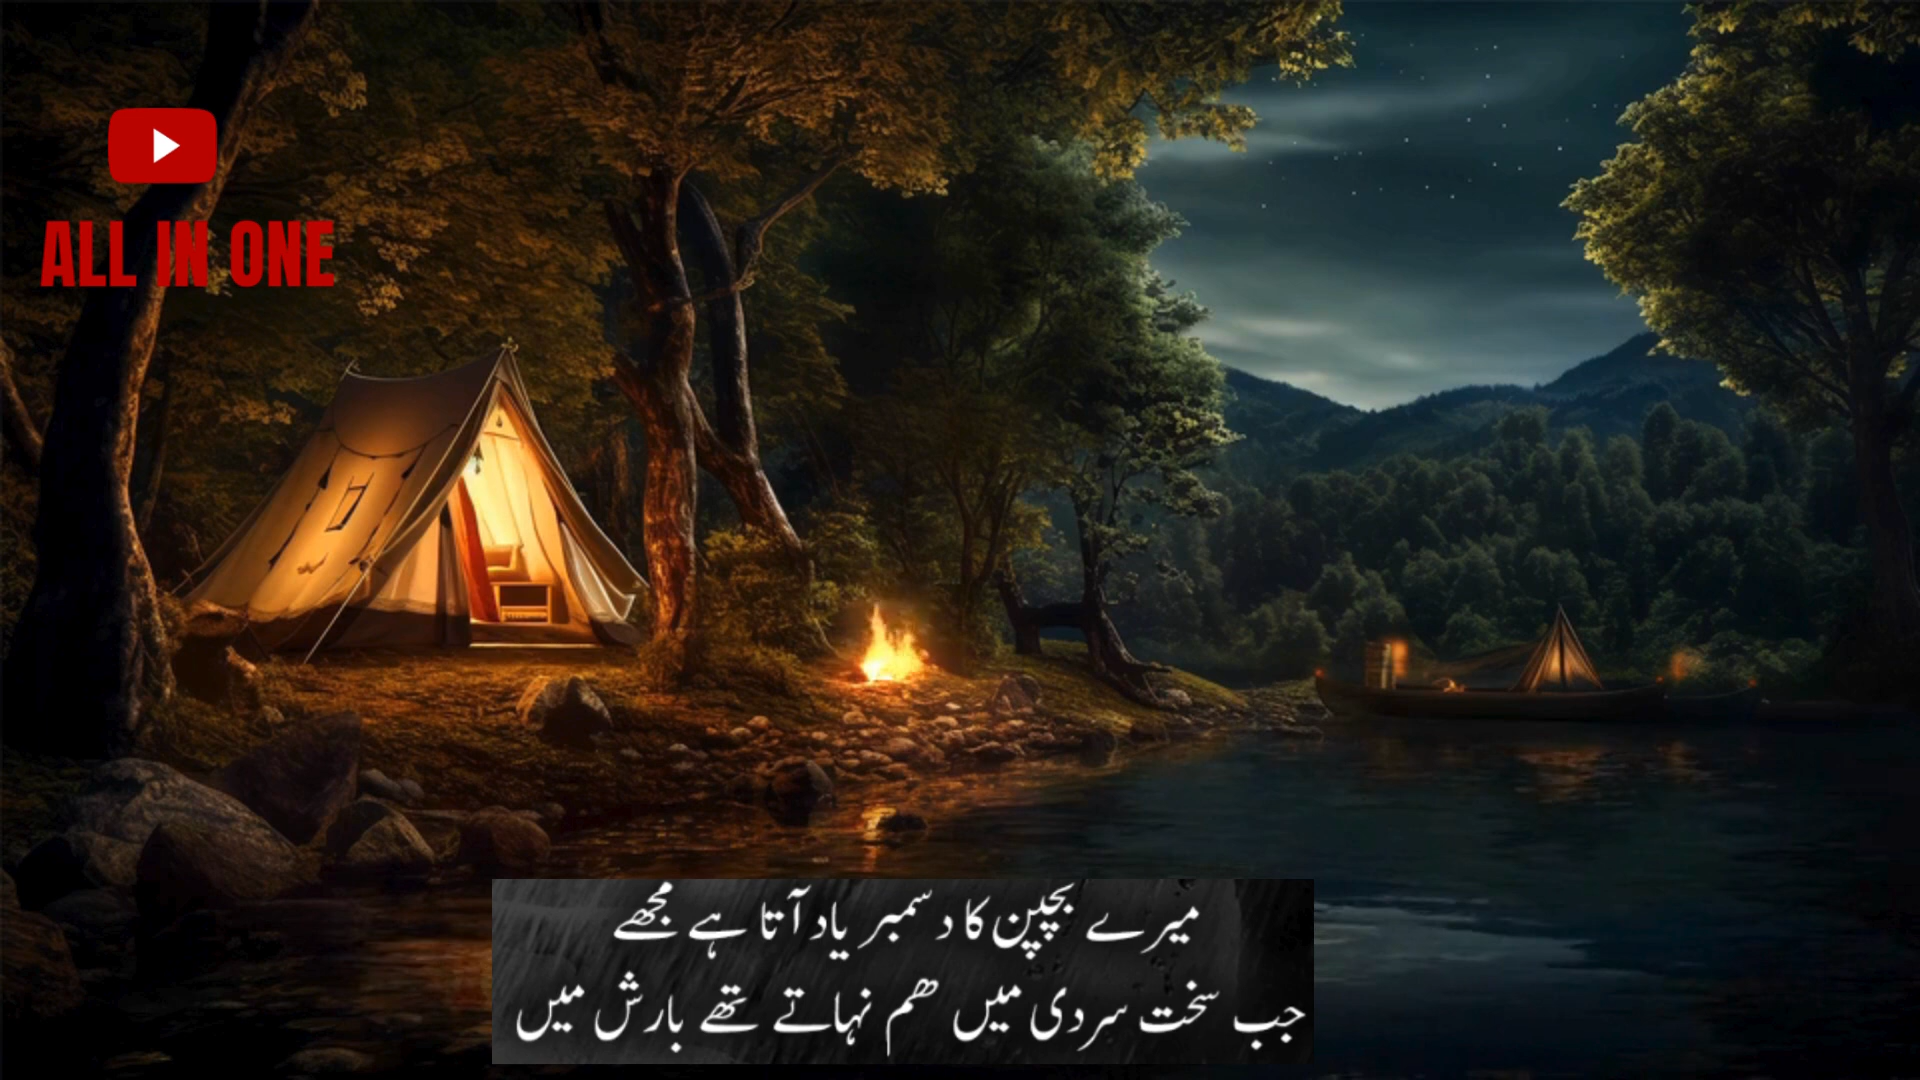 ALL IN ONE
میرے بچپن کا دسمبر یاد آتا ہے مجھے
جب سخت سردی میں ھم نہاتے تھے بارش میں